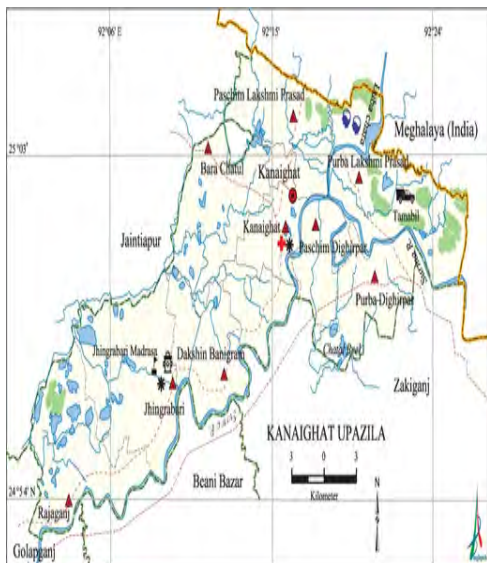 92° 06′ E
92° 15′
92° 24′
Paschim Lakshmi Prasad
Meghalaya (India)
25° 03′
Bara Chatul
Purba Lakshmi Prasad
Kanaighat
Tamabil
Jaintiapur
Kanaighat
Paschim Dighirpar
Surma R.
Purba Dighirpar
Jhingrabari Madrasa
Dakshin Banigram
Jhingrabari
Zakiganj
KANAIGHAT UPAZILA
3 0 3
Kilometer
Beani Bazar
24° 54′ N
Rajaganj
N
Golapganj